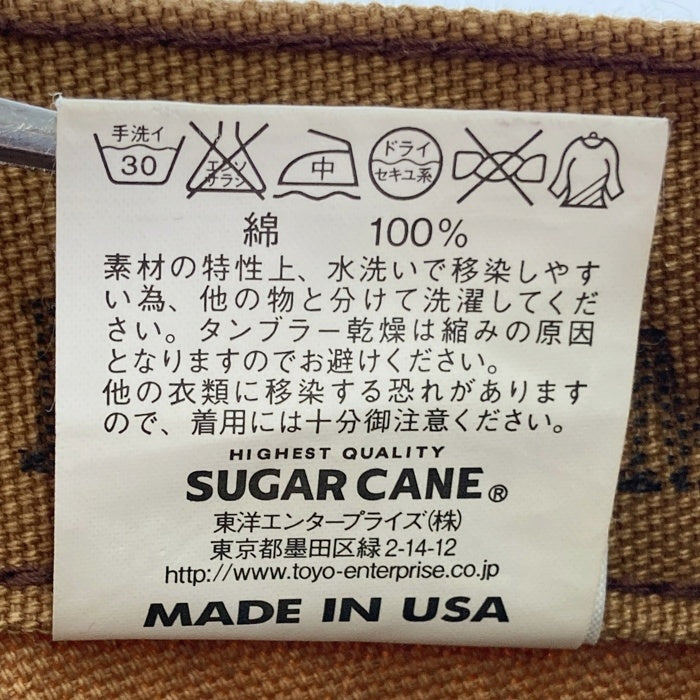 手洗イ 30 エンソサラシ 中 ドライ セキユ系
綿 100%
素材の特性上、水洗いで移染しやす
い為、他の物と分けて洗濯してくだ
さい。タンブラー乾燥は縮みの原因
となりますのでお避けください。
他の衣類に移染する恐れがあります
ので、着用には十分御注意ください。
HIGHEST QUALITY
SUGAR CANE®
東洋エンタープライズ(株)
東京都墨田区緑2-14-12
http://www.toyo-enterprise.co.jp
MADE IN USA